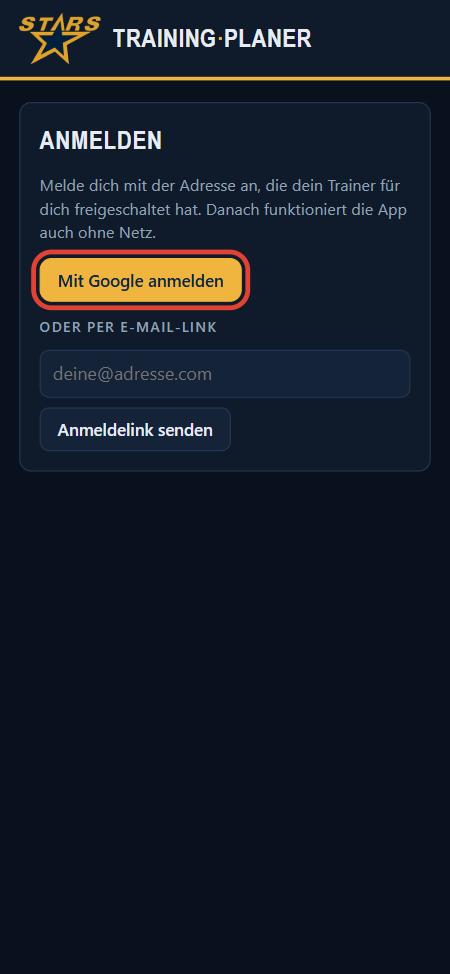 STARS
TRAINING·PLANER
ANMELDEN
Melde dich mit der Adresse an, die dein Trainer für
dich freigeschaltet hat. Danach funktioniert die App
auch ohne Netz.
Mit Google anmelden
ODER PER E-MAIL-LINK
deine@adresse.com
Anmeldelink senden